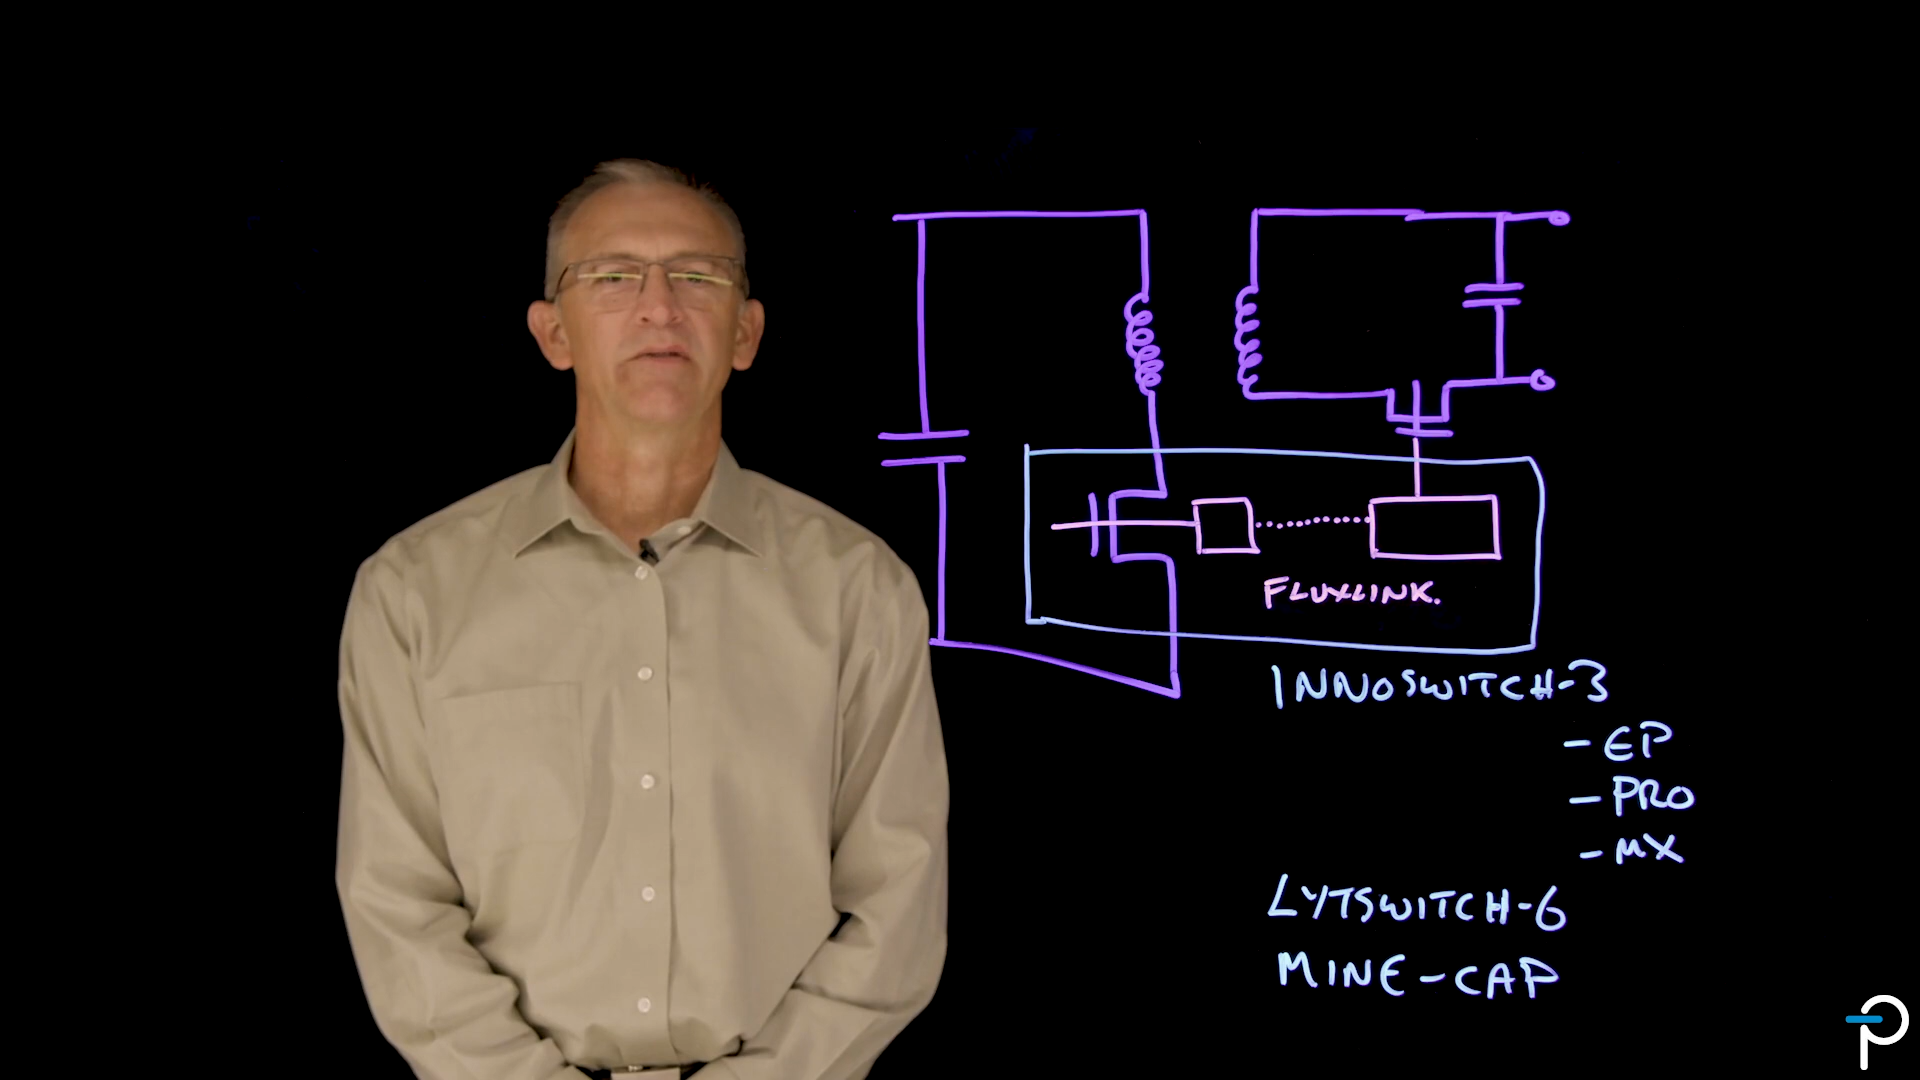 FLUXLINK.
INNOSWITCH-3
- EP
- PRO
- MX
LYTSWITCH-6
MINE-CAP